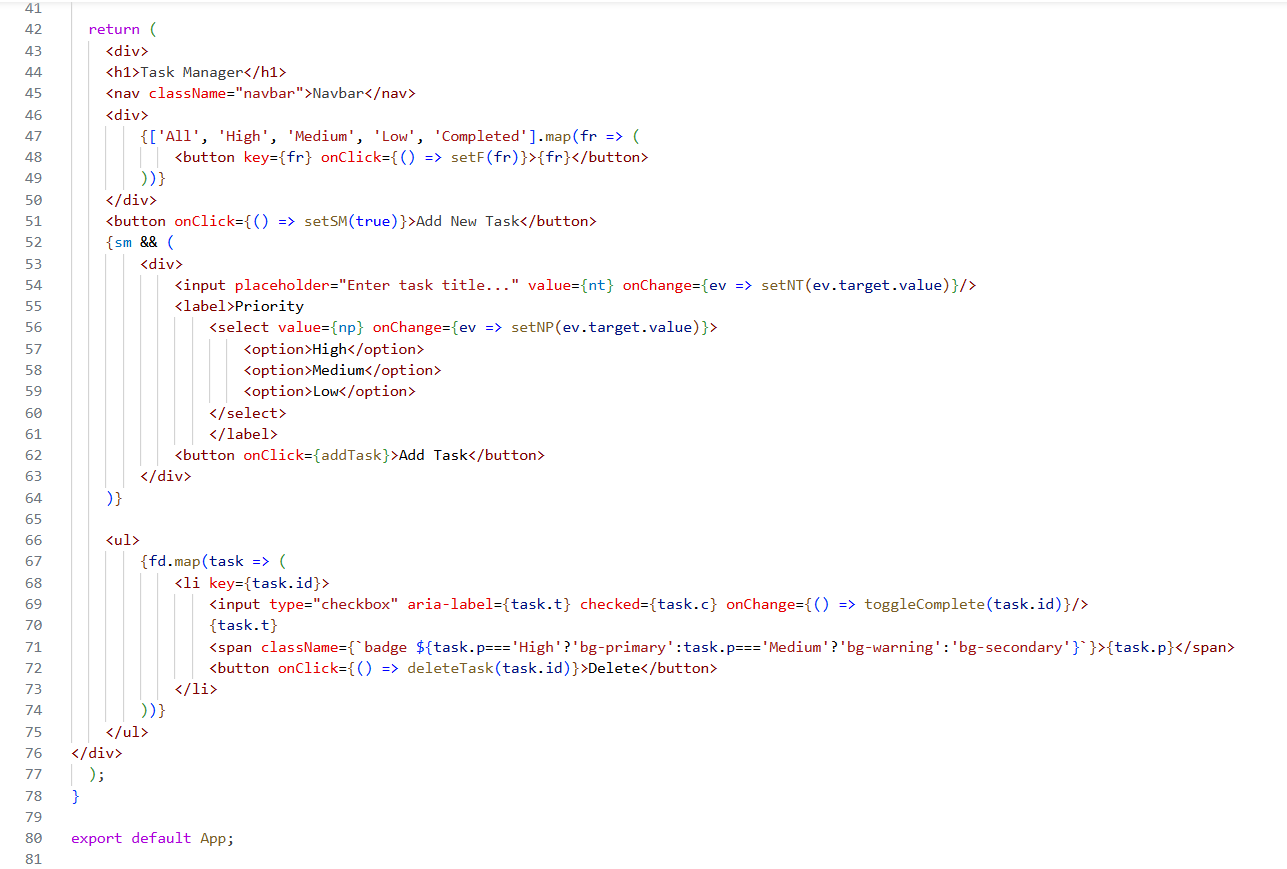 41
42 return (
43 <div>
44 <h1>Task Manager</h1>
45 <nav className="navbar">Navbar</nav>
46 <div>
47 {['All', 'High', 'Medium', 'Low', 'Completed'].map(fr => (
48 <button key={fr} onClick={() => setF(fr)}>{fr}</button>
49 ))}
50 </div>
51 <button onClick={() => setSM(true)}>Add New Task</button>
52 {sm && (
53 <div>
54 <input placeholder="Enter task title..." value={nt} onChange={ev => setNT(ev.target.value)}/>
55 <label>Priority
56 <select value={np} onChange={ev => setNP(ev.target.value)}>
57 <option>High</option>
58 <option>Medium</option>
59 <option>Low</option>
60 </select>
61 </label>
62 <button onClick={addTask}>Add Task</button>
63 </div>
64 )}
65
66 <ul>
67 {fd.map(task => (
68 <li key={task.id}>
69 <input type="checkbox" aria-label={task.t} checked={task.c} onChange={() => toggleComplete(task.id)}/>
70 {task.t}
71 <span className={`badge ${task.p==='High'?'bg-primary':task.p==='Medium'?'bg-warning':'bg-secondary'}`}>{task.p}</span>
72 <button onClick={() => deleteTask(task.id)}>Delete</button>
73 </li>
74 ))}
75 </ul>
76 </div>
77 );
78 }
79
80 export default App;
81